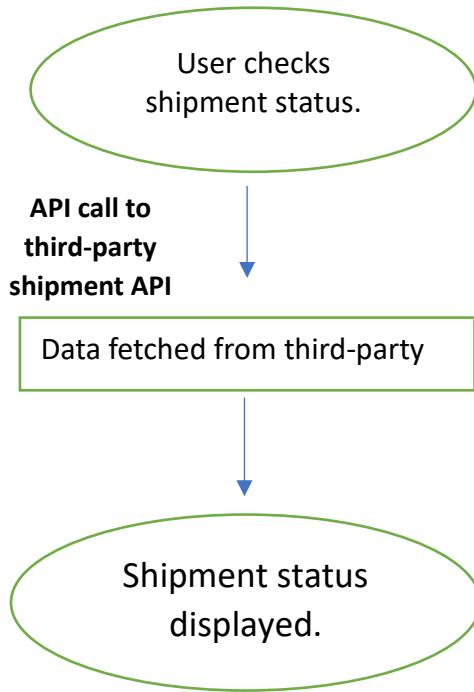 User checks
shipment status.
API call to
third-party
shipment API
Data fetched from third-party
Shipment status
displayed.